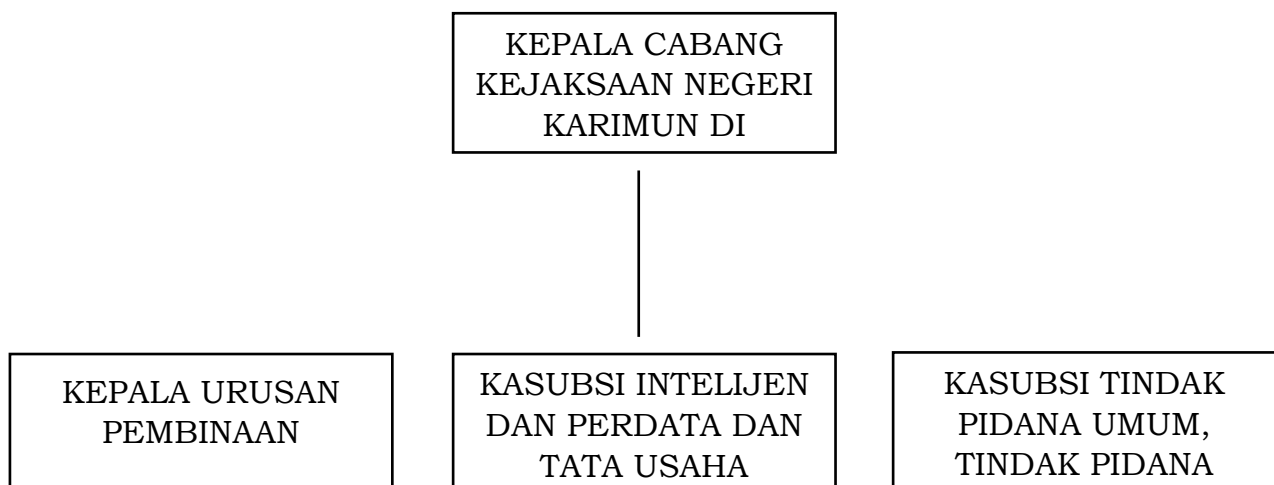 KEPALA CABANG
KEJAKSAAN NEGERI
KARIMUN DI
KEPALA URUSAN
PEMBINAAN
KASUBSI INTELIJEN
DAN PERDATA DAN
TATA USAHA
KASUBSI TINDAK
PIDANA UMUM,
TINDAK PIDANA